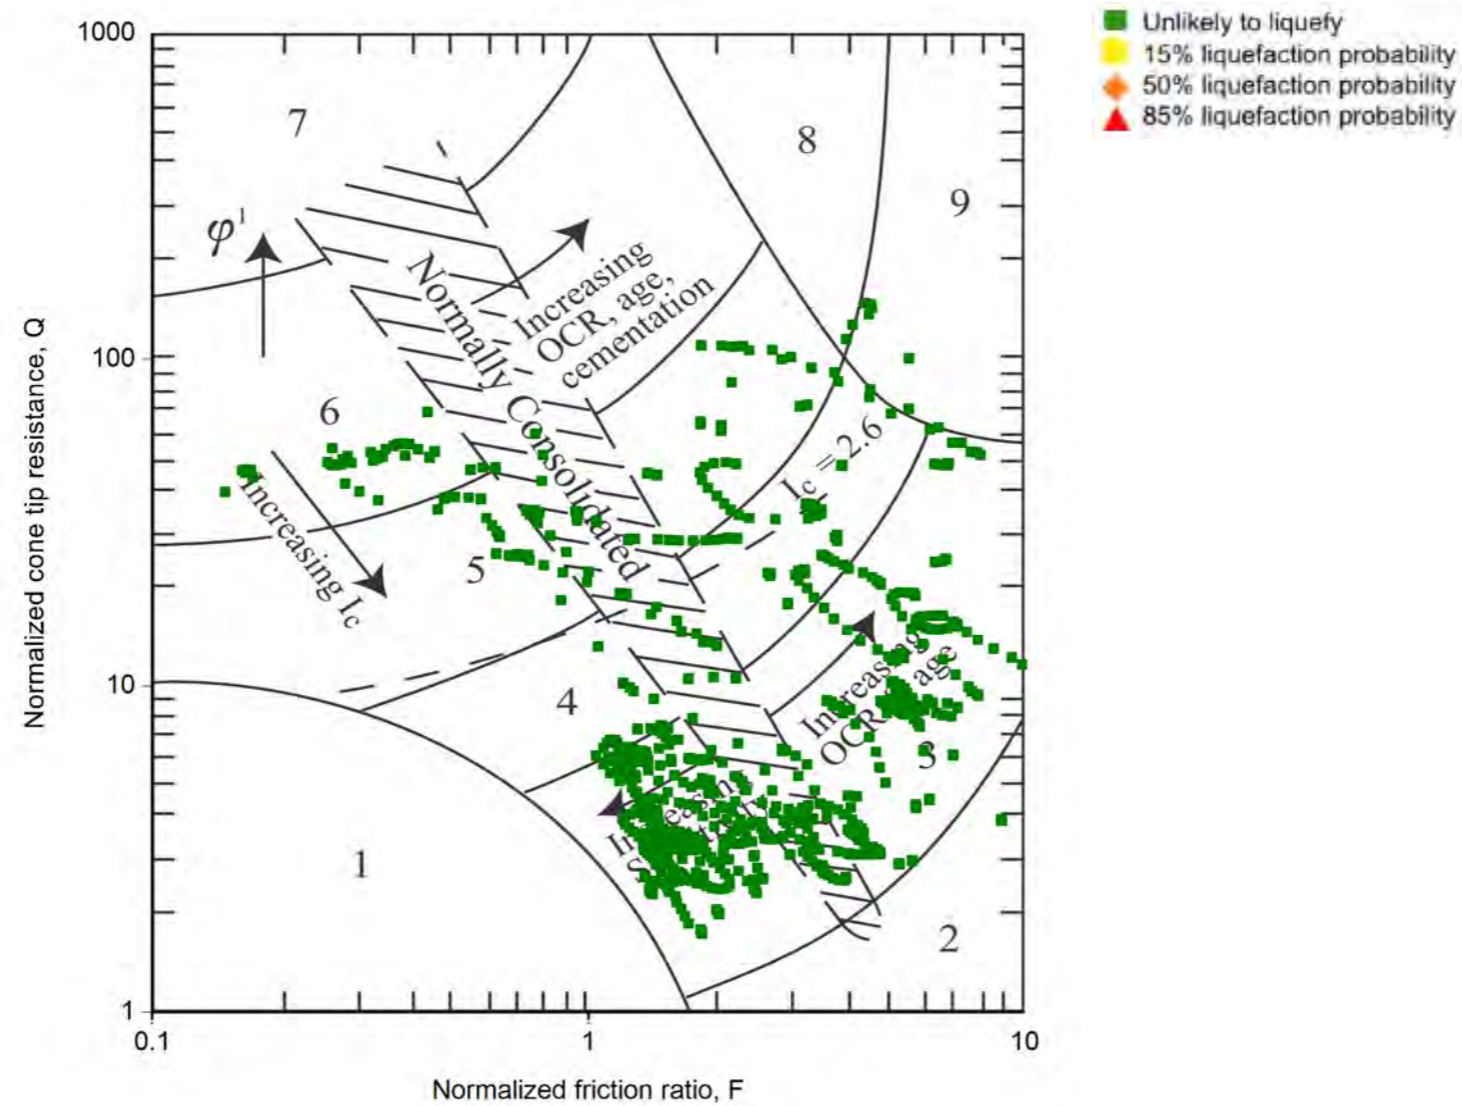 Unlikely to liquefy
15% liquefaction probability
50% liquefaction probability
85% liquefaction probability
1000
100
10
1
Normalized cone tip resistance, Q
7
8
9
φ1
Normally Consolidated
Increasing
OCR, age,
cementation
6
Ic = 2.6
Increasing Ic
5
4
Increasing
OCR age
3
1
2
0.1
1
10
Normalized friction ratio, F